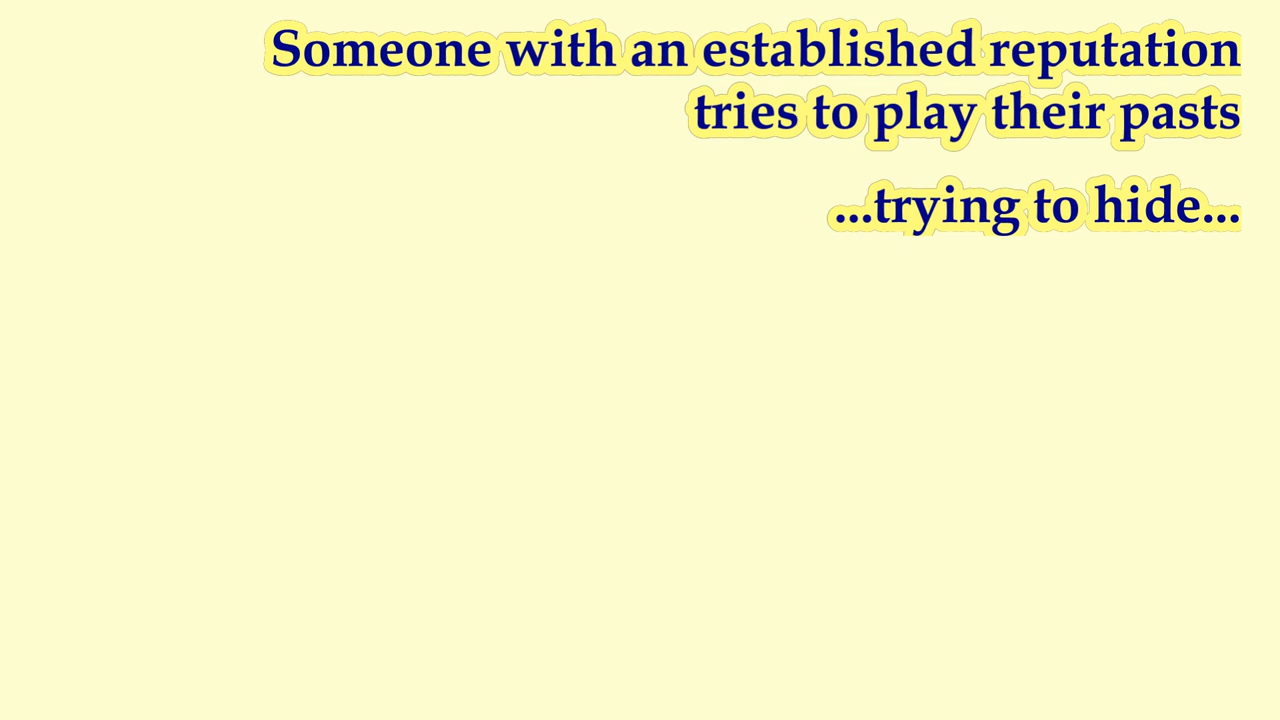 Someone with an established reputation
tries to play their pasts
...trying to hide...